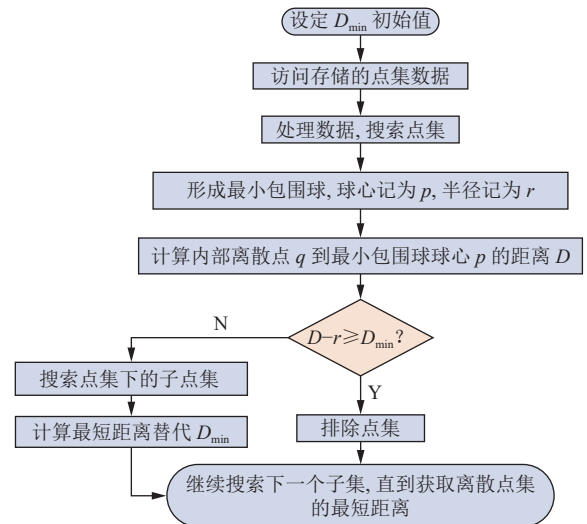 设定 Dmin 初始值
访问存储的点集数据
处理数据, 搜索点集
形成最小包围球, 球心记为 p, 半径记为 r
计算内部离散点 q 到最小包围球球心 p 的距离 D
D−r≥Dmin?
N
Y
搜索点集下的子点集
计算最短距离替代 Dmin
排除点集
继续搜索下一个子集, 直到获取离散点集
的最短距离